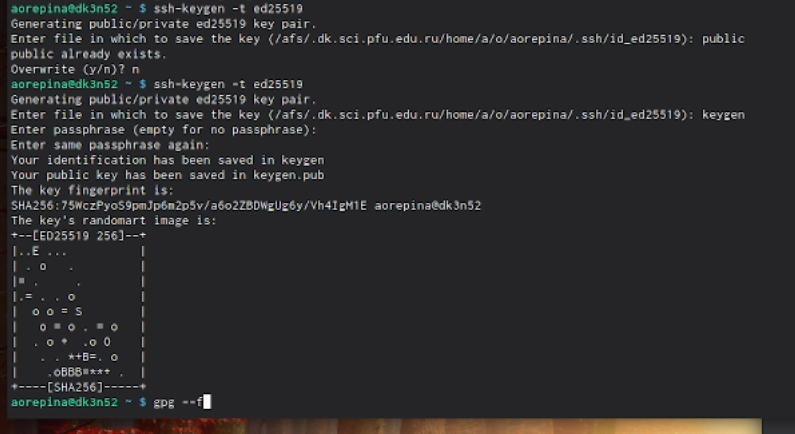 aorepina@dk3n52 ~ $ ssh-keygen -t ed25519
Generating public/private ed25519 key pair.
Enter file in which to save the key (/afs/.dk.sci.pfu.edu.ru/home/a/o/aorepina/.ssh/id_ed25519): public
public already exists.
Overwrite (y/n)? n
aorepina@dk3n52 ~ $ ssh-keygen -t ed25519
Generating public/private ed25519 key pair.
Enter file in which to save the key (/afs/.dk.sci.pfu.edu.ru/home/a/o/aorepina/.ssh/id_ed25519): keygen
Enter passphrase (empty for no passphrase):
Enter same passphrase again:
Your identification has been saved in keygen
Your public key has been saved in keygen.pub
The key fingerprint is:
SHA256:75WczPyoS9pmJp6m2p5v/a6o2ZBDWgUg6y/Vh4IgM1E aorepina@dk3n52
The key's randomart image is:
+--[ED25519 256]--+
|..E ...          |
| . o   .         |
|= .     .        |
|.= . . o         |
|  o o = S        |
|   o = o . = o   |
|  . o +  .o O    |
|   . . *+B=. o   |
|    .oBBB=**+ .  |
+----[SHA256]-----+
aorepina@dk3n52 ~ $ gpg --f